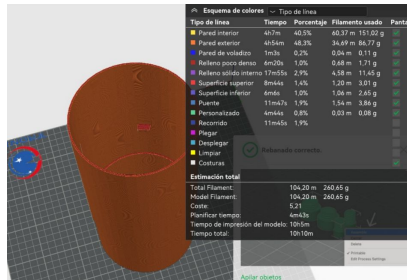 Esquema de colores Tipo de línea
Tipo de línea Tiempo Porcentaje Filamento usado Panta
Pared interior 4h7m 40,5% 60,37 m 151,02 g
Pared exterior 4h54m 48,3% 34,69 m 86,77 g
Pared de voladizo 1m3s 0,2% 0,04 m 0,11 g
Relleno poco denso 6m20s 1,0% 0,68 m 1,71 g
Relleno sólido interno 17m55s 2,9% 4,58 m 11,45 g
Superficie superior 8m44s 1,4% 1,20 m 3,01 g
Superficie inferior 6m6s 1,0% 1,06 m 2,65 g
Puente 11m47s 1,9% 1,54 m 3,86 g
Personalizado 4m44s 0,8% 0,03 m 0,08 g
Recorrido 11m45s 1,9%
Plegar
Desplegar
Limpiar
Costuras
Rebanado correcto.
Estimación total
Total Filament: 104,20 m 260,65 g
Model Filament: 104,20 m 260,65 g
Coste: 5,21
Planificar tiempo: 4m43s
Tiempo de impresión del modelo: 10h5m
Tiempo total: 10h10m
Delete
Printable
Edit Process Settings
Apilar objetos